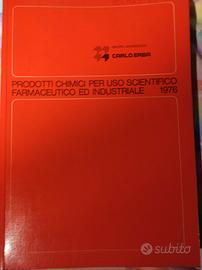 CARLO ERBA
PRODOTTI CHIMICI PER USO SCIENTIFICO
FARMACEUTICO ED INDUSTRIALE 1976
subito